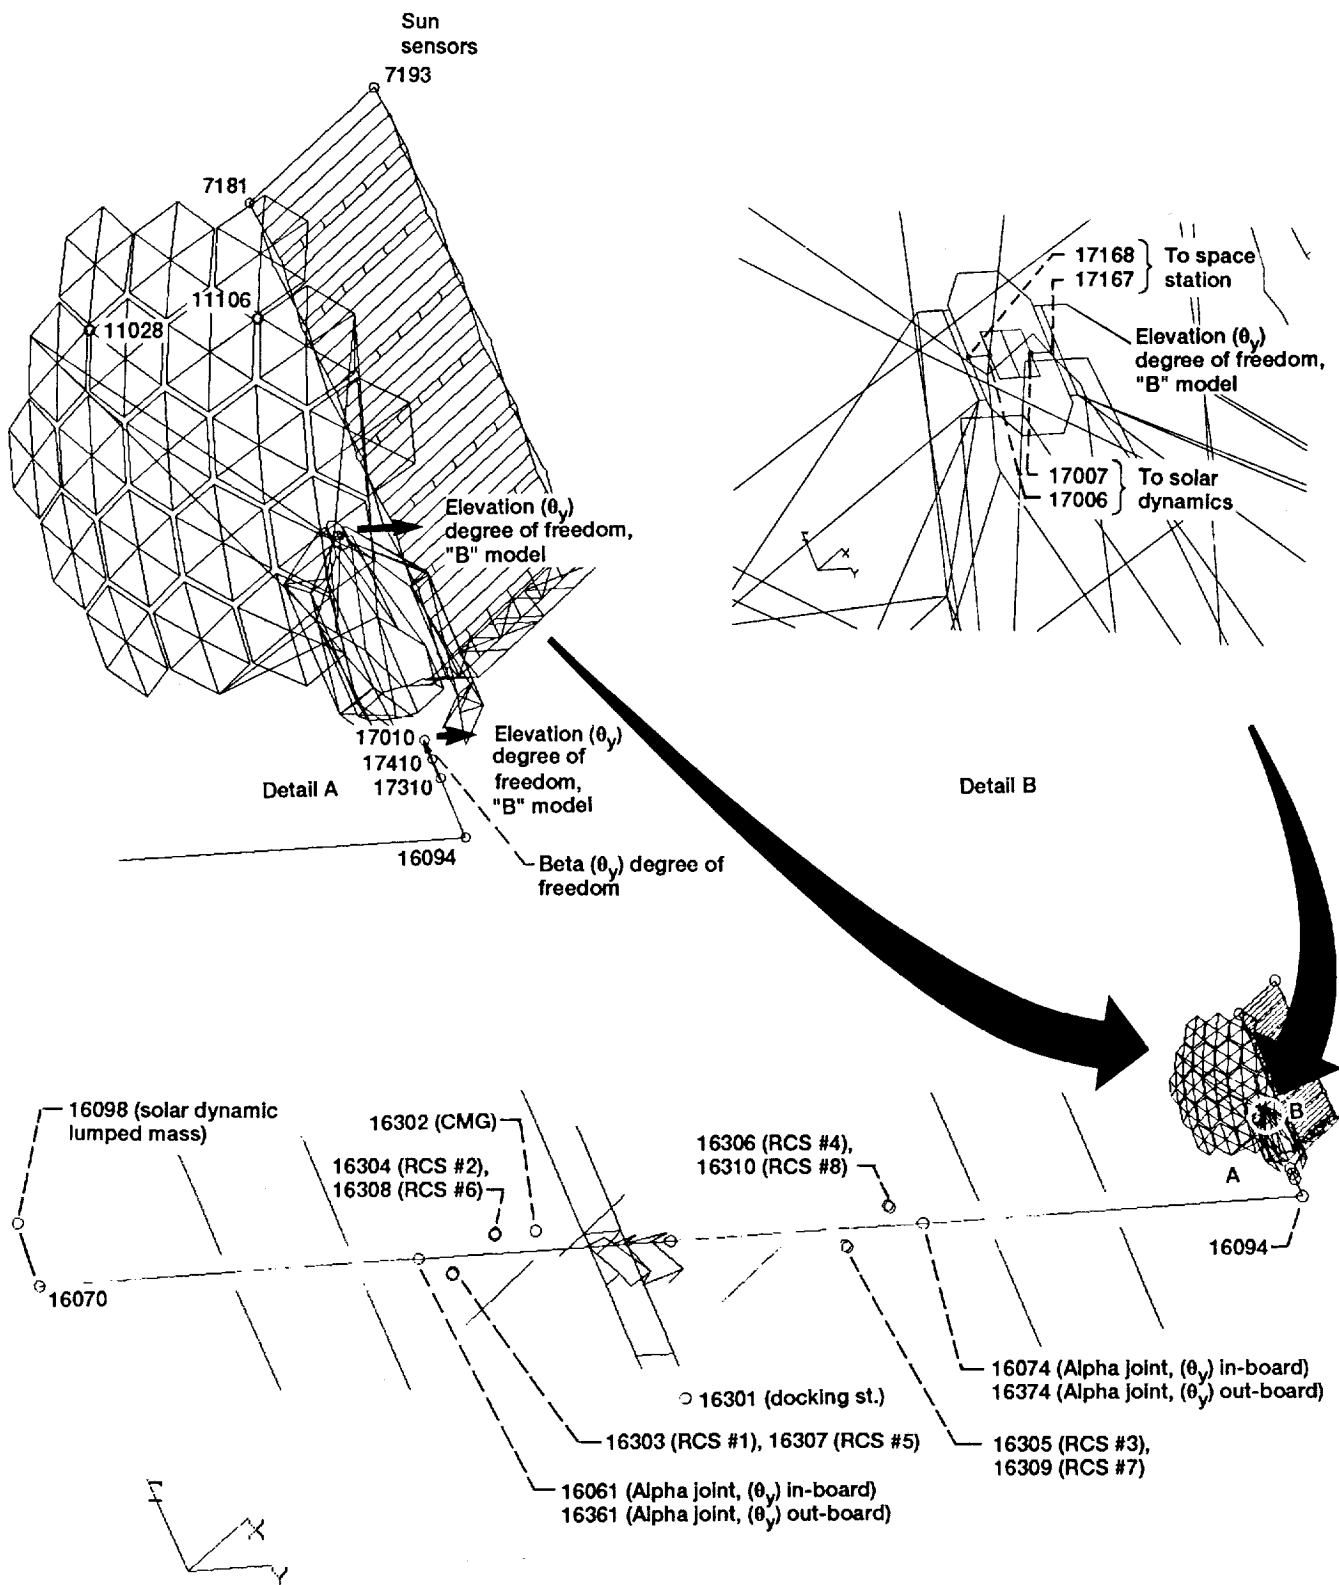 Sun
sensors
7193
7181
11106
11028
Elevation (θy)
degree of freedom,
"B" model
17010
17410
17310
Elevation (θy)
degree of
freedom,
"B" model
Detail A
16094
Beta (θy) degree of
freedom
17168
17167
To space
station
Elevation (θy)
degree of freedom,
"B" model
17007
17006
To solar
dynamics
Z
X
Y
Detail B
16098 (solar dynamic
lumped mass)
16302 (CMG)
16304 (RCS #2),
16308 (RCS #6)
16306 (RCS #4),
16310 (RCS #8)
B
A
16094
16070
16074 (Alpha joint, (θy) in-board)
16374 (Alpha joint, (θy) out-board)
16301 (docking st.)
16303 (RCS #1), 16307 (RCS #5)
16305 (RCS #3),
16309 (RCS #7)
16061 (Alpha joint, (θy) in-board)
16361 (Alpha joint, (θy) out-board)
Z
X
Y